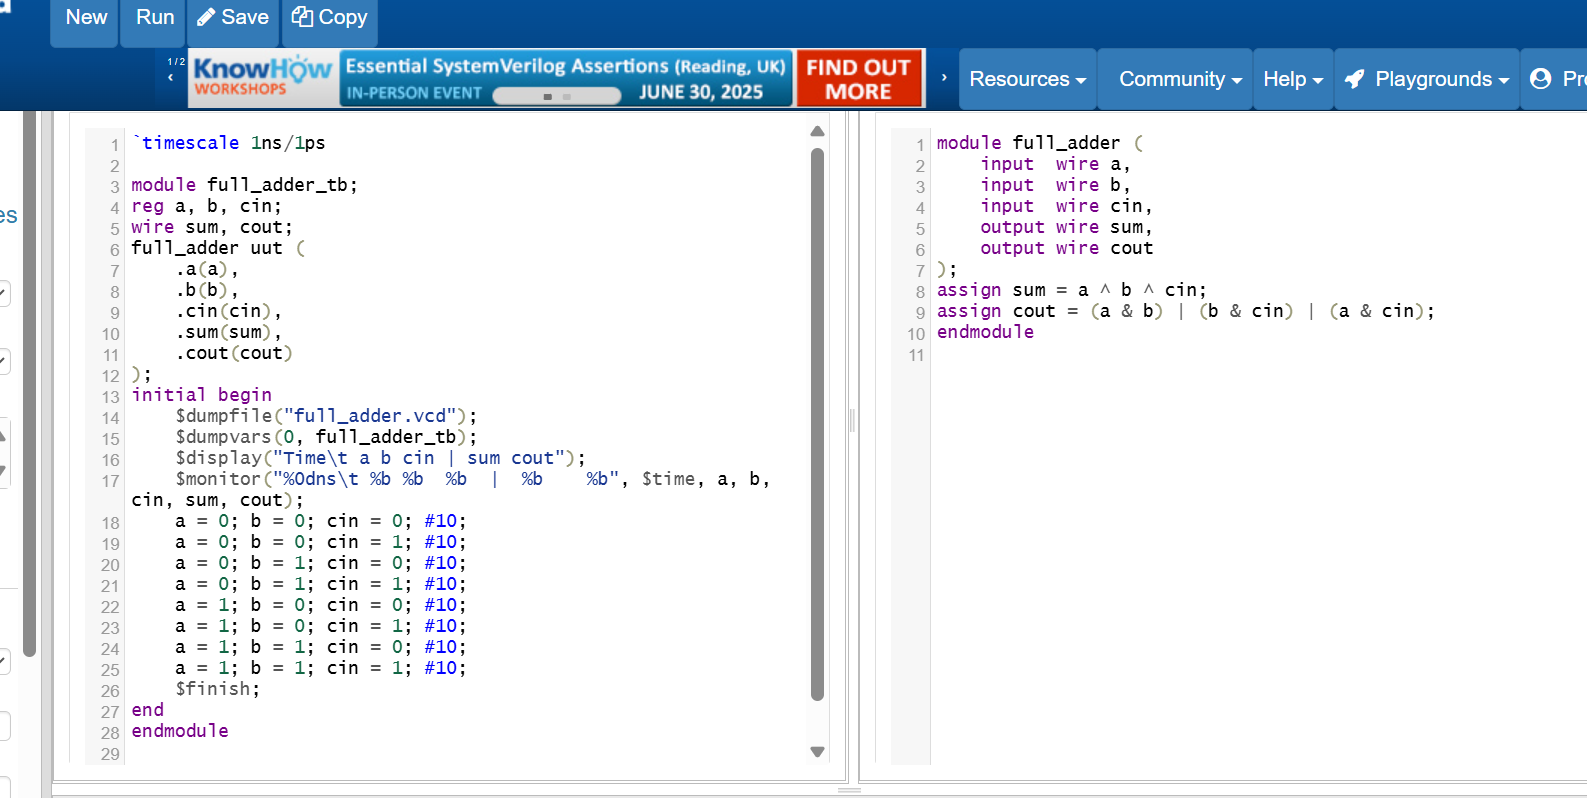 New Run Save Copy
1/2
KnowHow
WORKSHOPS
Essential SystemVerilog Assertions (Reading, UK)
IN-PERSON EVENT
JUNE 30, 2025
FIND OUT
MORE
Resources Community Help Playgrounds
es
1 `timescale 1ns/1ps
2
3 module full_adder_tb;
4 reg a, b, cin;
5 wire sum, cout;
6 full_adder uut (
7     .a(a),
8     .b(b),
9     .cin(cin),
10     .sum(sum),
11     .cout(cout)
12 );
13 initial begin
14     $dumpfile("full_adder.vcd");
15     $dumpvars(0, full_adder_tb);
16     $display("Time\t a b cin | sum cout");
17     $monitor("%0dns\t %b %b  %b  |  %b    %b", $time, a, b,
cin, sum, cout);
18     a = 0; b = 0; cin = 0; #10;
19     a = 0; b = 0; cin = 1; #10;
20     a = 0; b = 1; cin = 0; #10;
21     a = 0; b = 1; cin = 1; #10;
22     a = 1; b = 0; cin = 0; #10;
23     a = 1; b = 0; cin = 1; #10;
24     a = 1; b = 1; cin = 0; #10;
25     a = 1; b = 1; cin = 1; #10;
26     $finish;
27 end
28 endmodule
29
1 module full_adder (
2     input  wire a,
3     input  wire b,
4     input  wire cin,
5     output wire sum,
6     output wire cout
7 );
8 assign sum = a ^ b ^ cin;
9 assign cout = (a & b) | (b & cin) | (a & cin);
10 endmodule
11